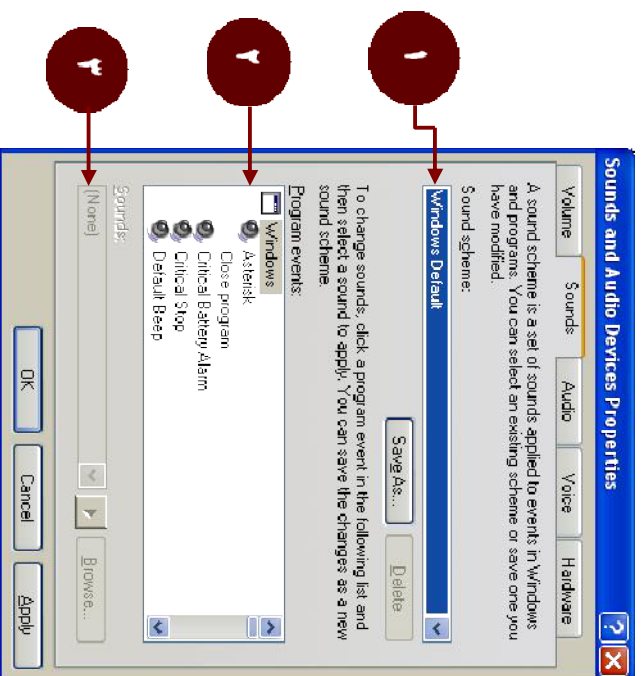 Sounds and Audio Devices Properties
Volume Sounds Audio Voice Hardware
A sound scheme is a set of sounds applied to events in Windows
and programs. You can select an existing scheme or save one you
have modified.
Sound scheme:
Windows Default
Save As... Delete
To change sounds, click a program event in the following list and
then select a sound to apply. You can save the changes as a new
sound scheme.
Program events:
Windows
Asterisk
Close program
Critical Battery Alarm
Critical Stop
Default Beep
Sounds:
(None)
Browse...
OK Cancel Apply
١
٢
٣